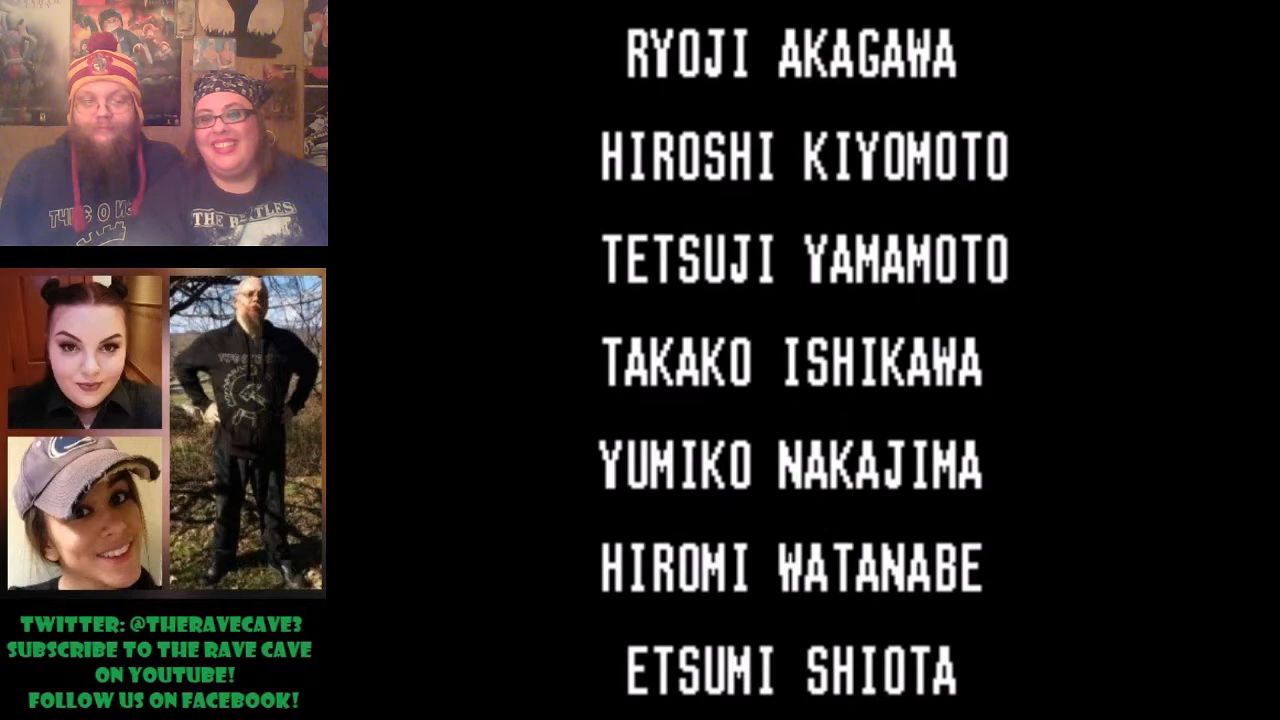 RYOJI AKAGAWA
HIROSHI KIYOMOTO
TETSUJI YAMAMOTO
TAKAKO ISHIKAWA
YUMIKO NAKAJIMA
HIROMI WATANABE
ETSUMI SHIOTA
THE BEATLES
TWITTER: @THERAVECAVE3
SUBSCRIBE TO THE RAVE CAVE
ON YOUTUBE!
FOLLOW US ON FACEBOOK!